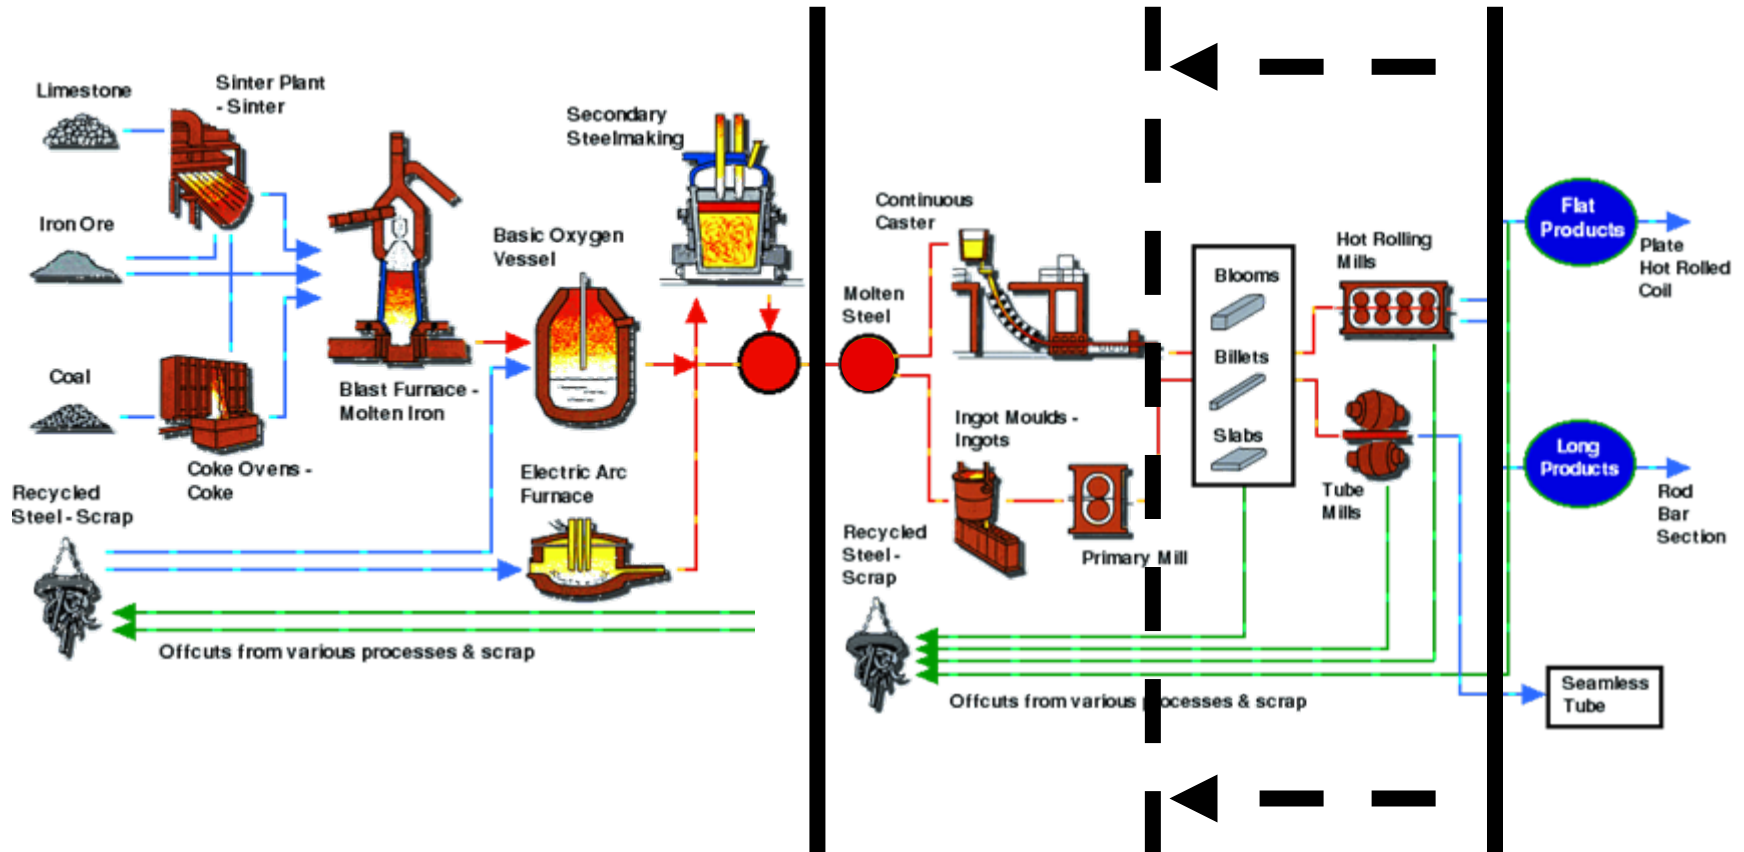 Limestone
Sinter Plant
- Sinter
Iron Ore
Coal
Coke Ovens -
Coke
Recycled
Steel - Scrap
Blast Furnace -
Molten Iron
Basic Oxygen
Vessel
Electric Arc
Furnace
Secondary
Steelmaking
Offcuts from various processes & scrap
Molten
Steel
Continuous
Caster
Ingot Moulds -
Ingots
Primary Mill
Recycled
Steel -
Scrap
Offcuts from various processes & scrap
Blooms
Billets
Slabs
Hot Rolling
Mills
Tube
Mills
Flat
Products
Plate
Hot Rolled
Coil
Long
Products
Rod
Bar
Section
Seamless
Tube